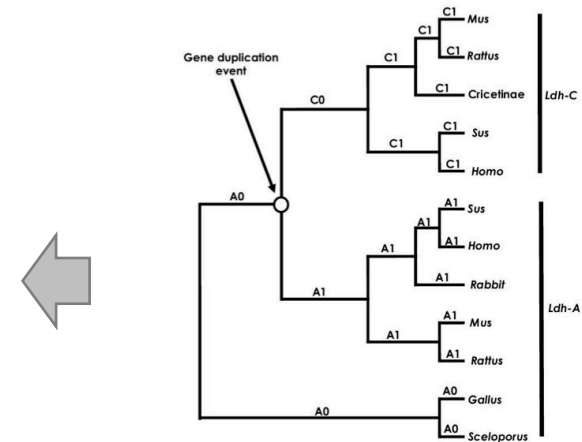 C1
Mus
C1
Gene duplication
event
C1
C1
Rattus
C1
Cricetinae
Ldh-C
C0
C1
Sus
C1
C1
Homo
A0
A1
Sus
A1
A1
A1
Homo
A1
Rabbit
A1
Ldh-A
A1
Mus
A1
A1
Rattus
A0
Gallus
A0
A0
Sceloporus